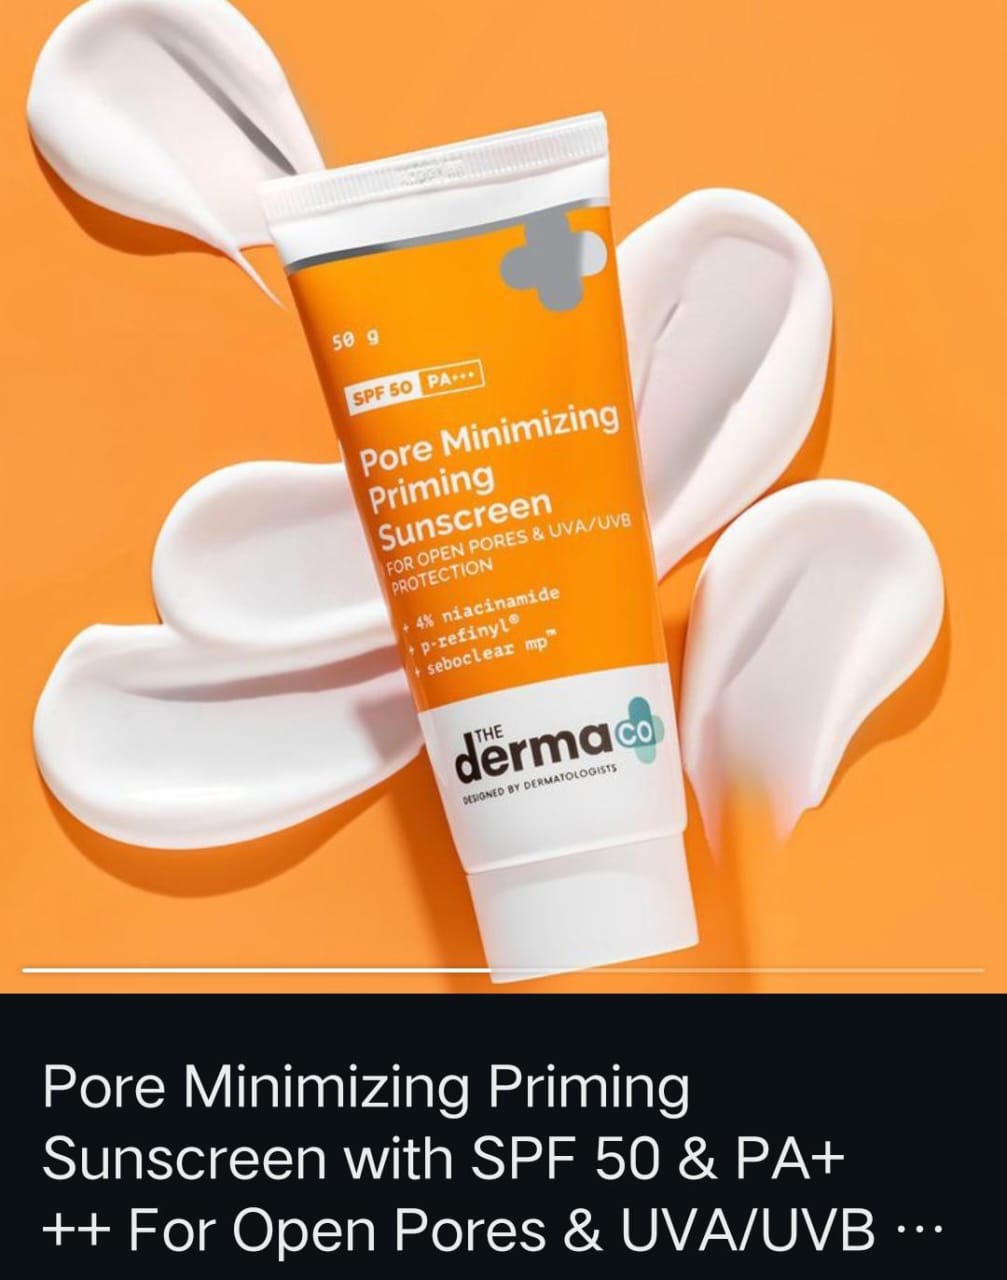 50 g
SPF 50 PA+++
Pore Minimizing
Priming
Sunscreen
FOR OPEN PORES & UVA/UVB
PROTECTION
+ 4% niacinamide
+ p-refinyl®
+ seboclear mp™
THE
derma co
DESIGNED BY DERMATOLOGISTS
Pore Minimizing Priming
Sunscreen with SPF 50 & PA+
++ For Open Pores & UVA/UVB ···